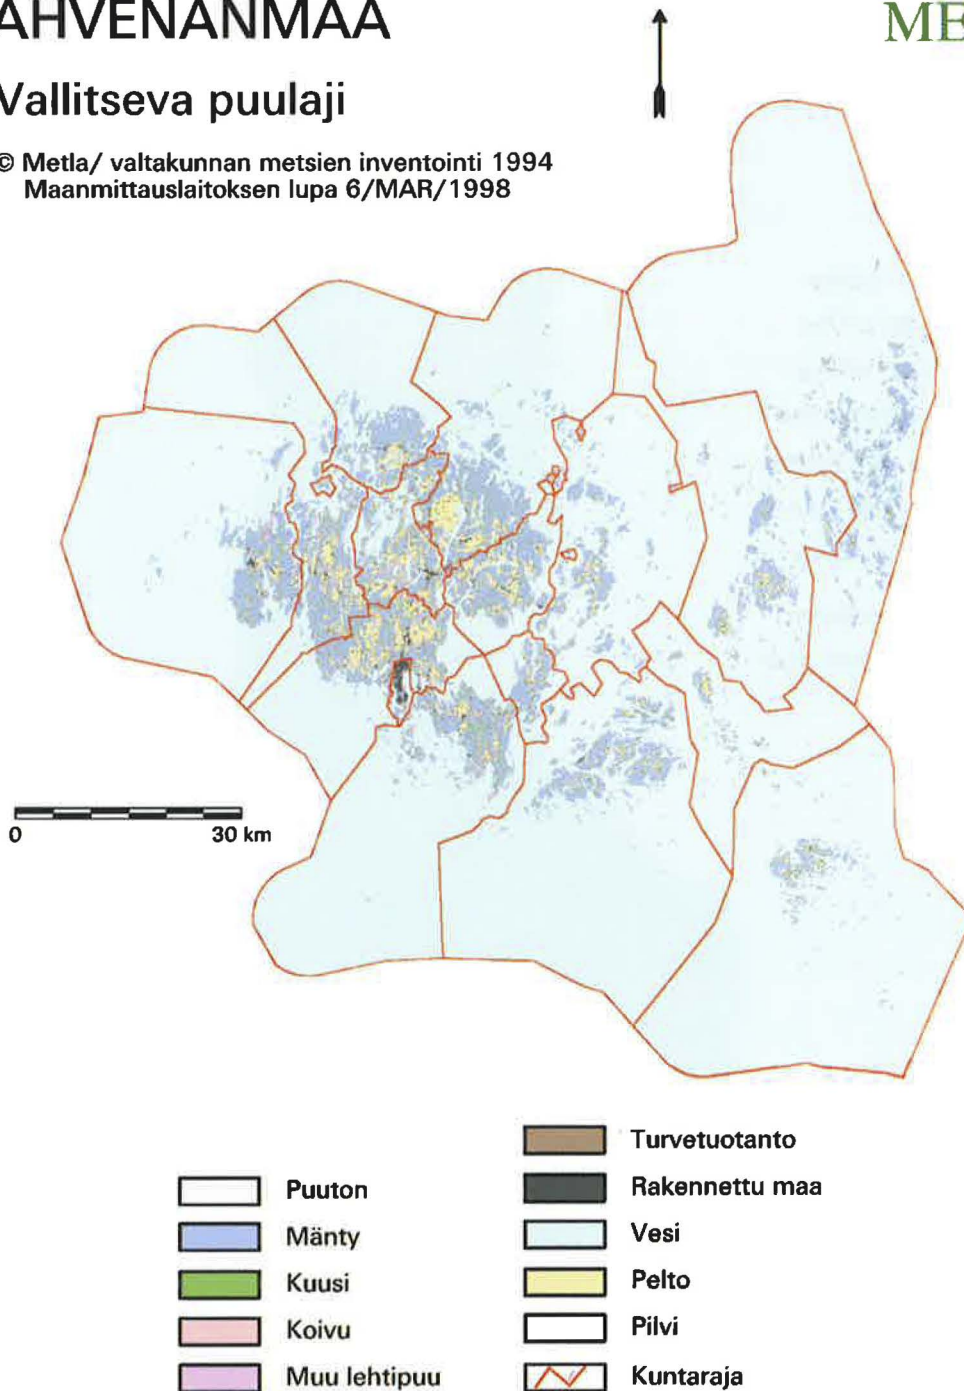 AHVENANMAA
ME
Vallitseva puulaji
© Metla/ valtakunnan metsien inventointi 1994
Maanmittauslaitoksen lupa 6/MAR/1998
0 30 km
Puuton
Mänty
Kuusi
Koivu
Muu lehtipuu
Turvetuotanto
Rakennettu maa
Vesi
Pelto
Pilvi
Kuntaraja